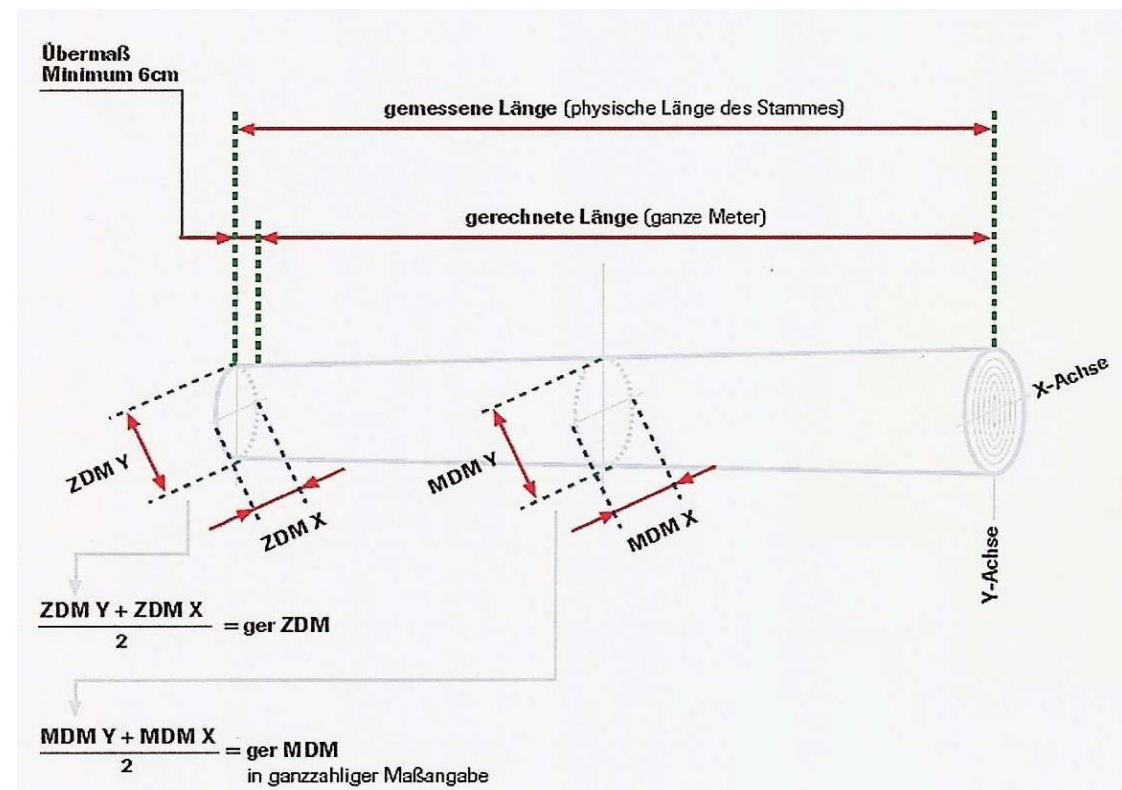 Übermaß
Minimum 6cm
gemessene Länge (physische Länge des Stammes)
gerechnete Länge (ganze Meter)
X-Achse
ZDM Y
ZDM X
MDM Y
MDM X
Y-Achse
ZDM Y + ZDM X
2
= ger ZDM
MDM Y + MDM X
2
= ger MDM
in ganzzahliger Maßangabe